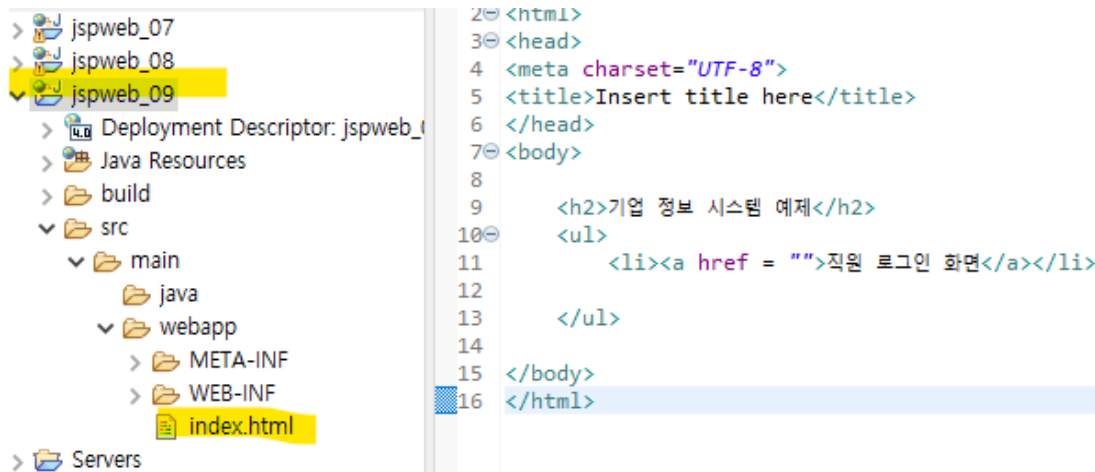 jspweb_07
jspweb_08
jspweb_09
Deployment Descriptor: jspweb_
Java Resources
build
src
main
java
webapp
META-INF
WEB-INF
index.html
Servers
2 <html>
3 <head>
4 <meta charset="UTF-8">
5 <title>Insert title here</title>
6 </head>
7 <body>
8
9 <h2>기업 정보 시스템 예제</h2>
10 <ul>
11 <li><a href = "">직원 로그인 화면</a></li>
12
13 </ul>
14
15 </body>
16 </html>